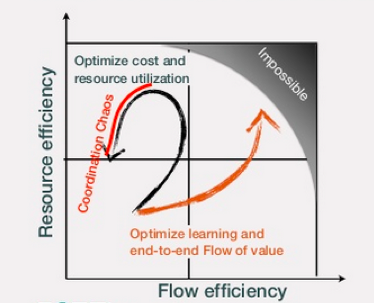 Optimize cost and
resource utilization
Impossible
Coordination Chaos
Resource efficiency
Optimize learning and
end-to-end Flow of value
Flow efficiency